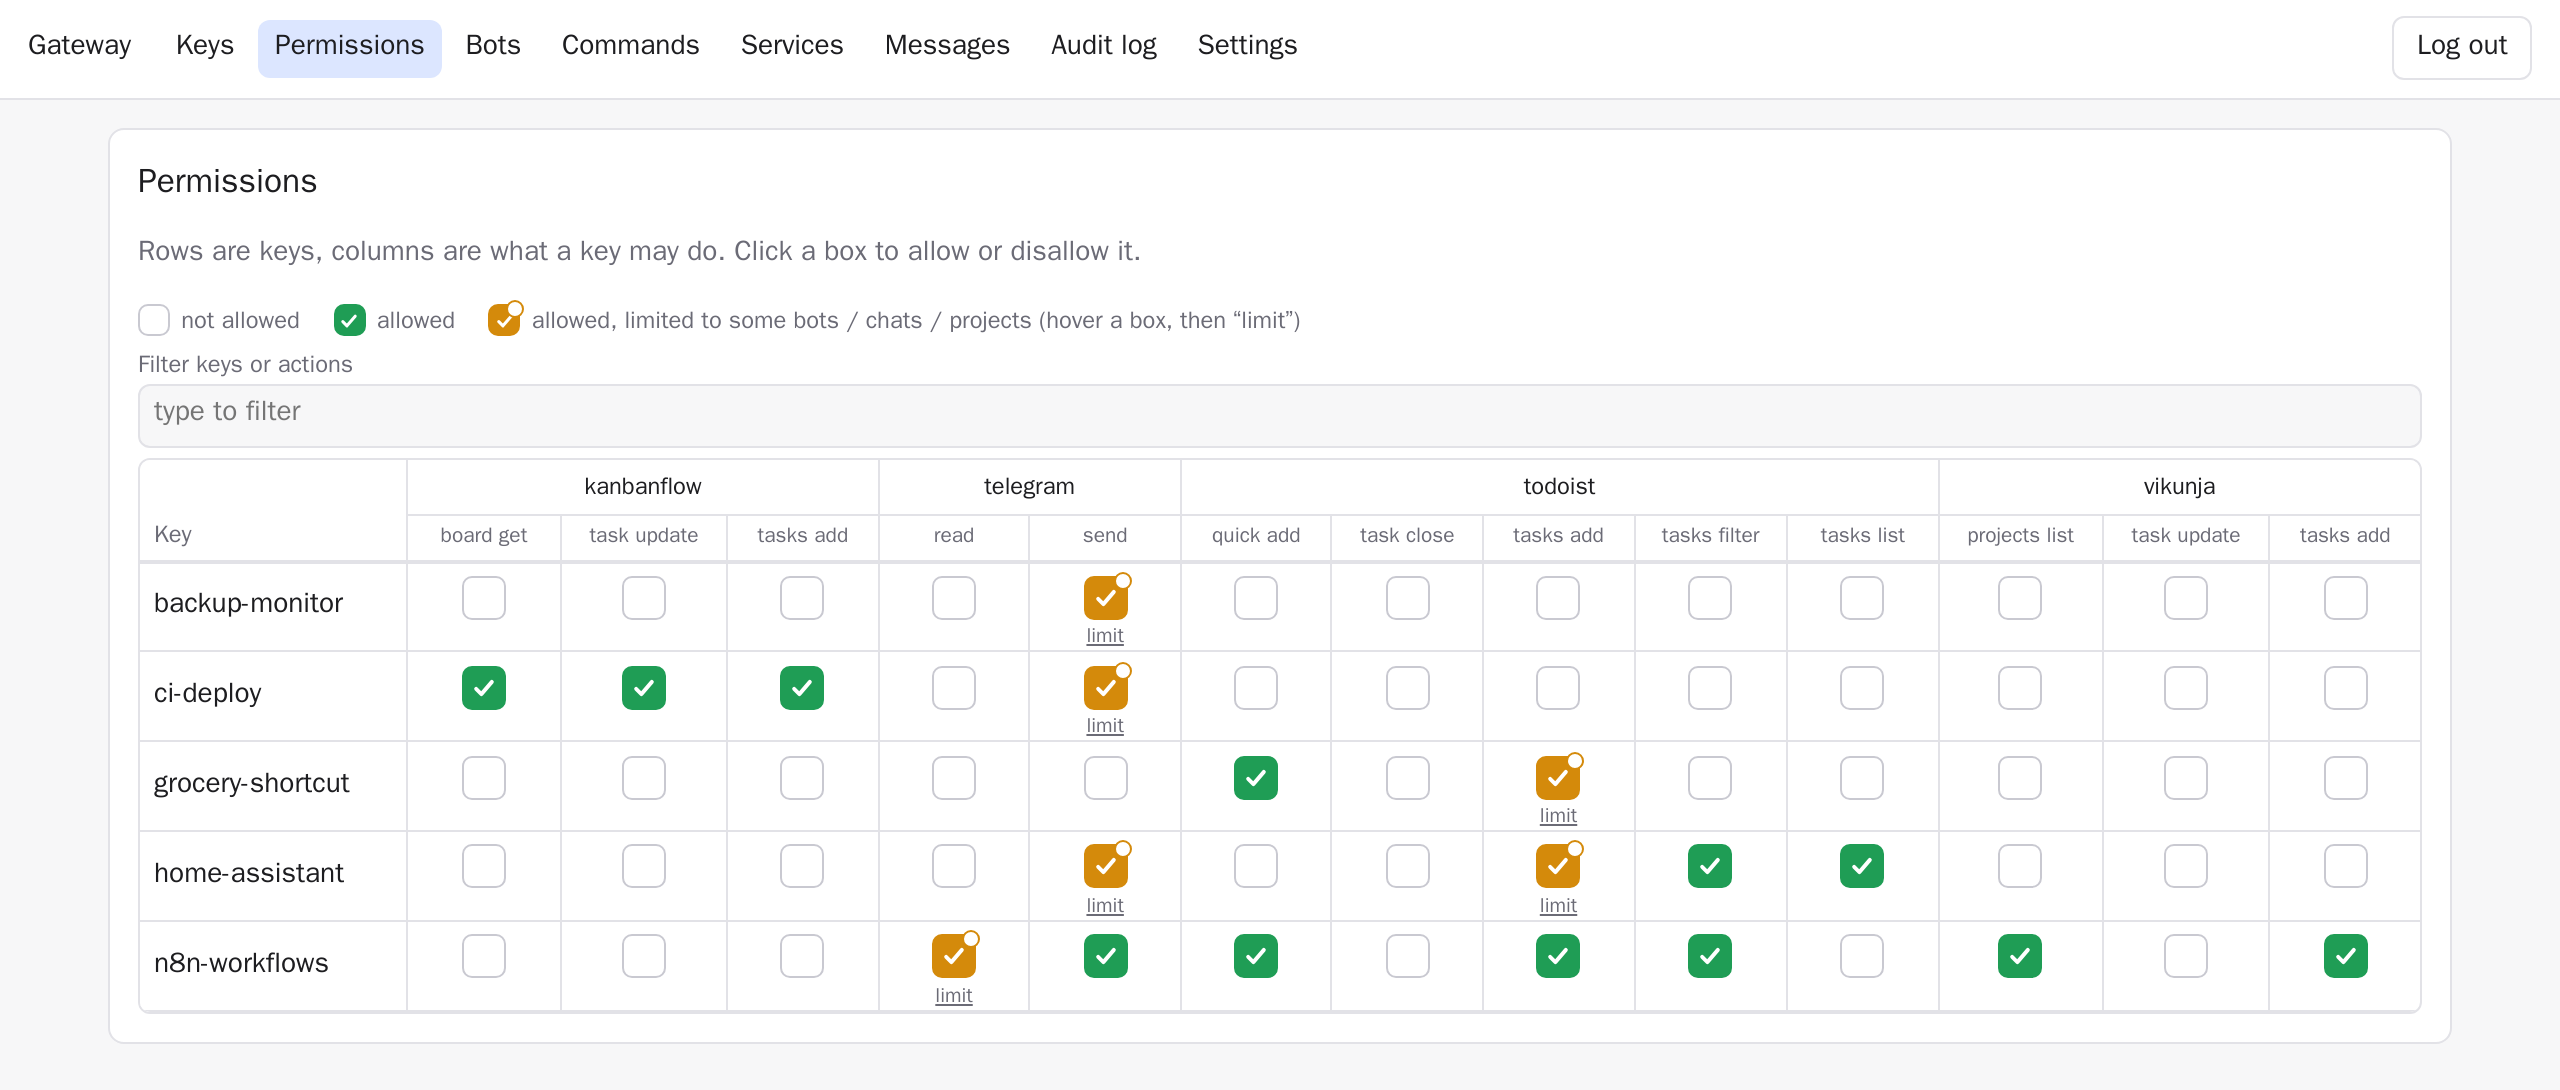 Gateway Keys Permissions Bots Commands Services Messages Audit log Settings Log out
Permissions
Rows are keys, columns are what a key may do. Click a box to allow or disallow it.
not allowed allowed allowed, limited to some bots / chats / projects (hover a box, then “limit”)
Filter keys or actions
type to filter
kanbanflow telegram todoist vikunja
Key board get task update tasks add read send quick add task close tasks add tasks filter tasks list projects list task update tasks add
backup-monitor
limit
ci-deploy
limit
grocery-shortcut
limit
home-assistant
limit limit
n8n-workflows
limit